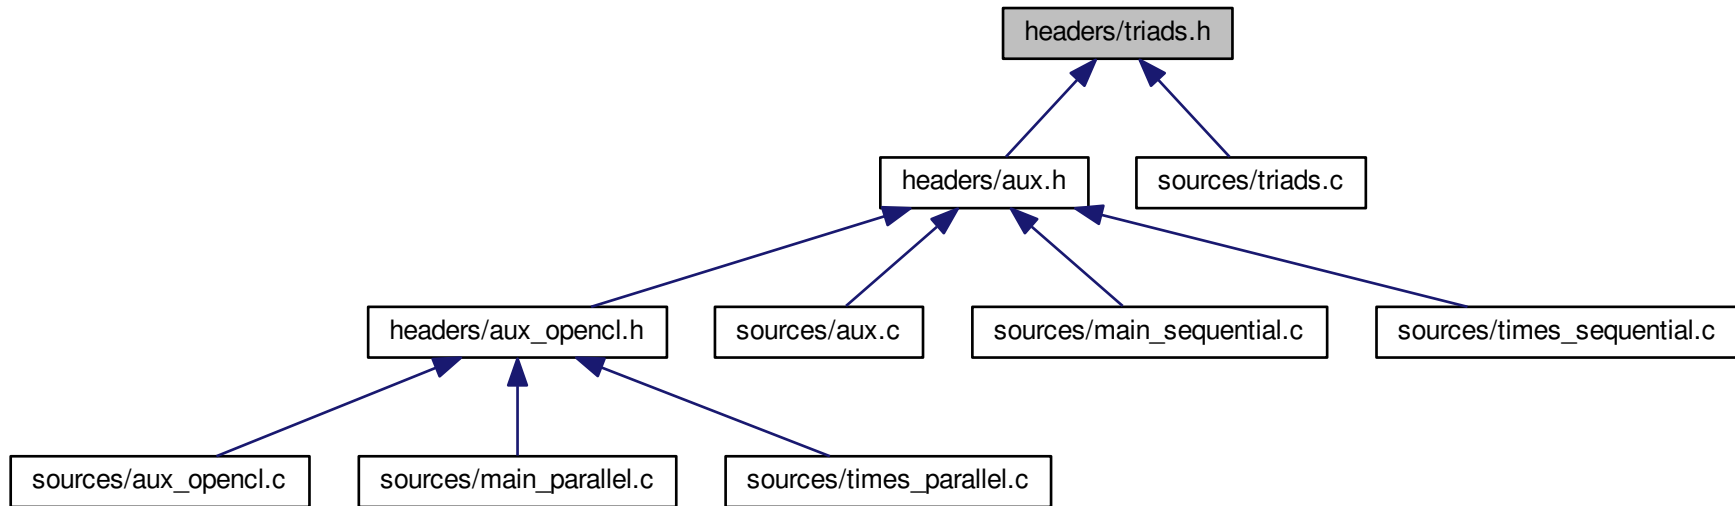 headers/triads.h
headers/aux.h
sources/triads.c
headers/aux_opencl.h
sources/aux.c
sources/main_sequential.c
sources/times_sequential.c
sources/aux_opencl.c
sources/main_parallel.c
sources/times_parallel.c